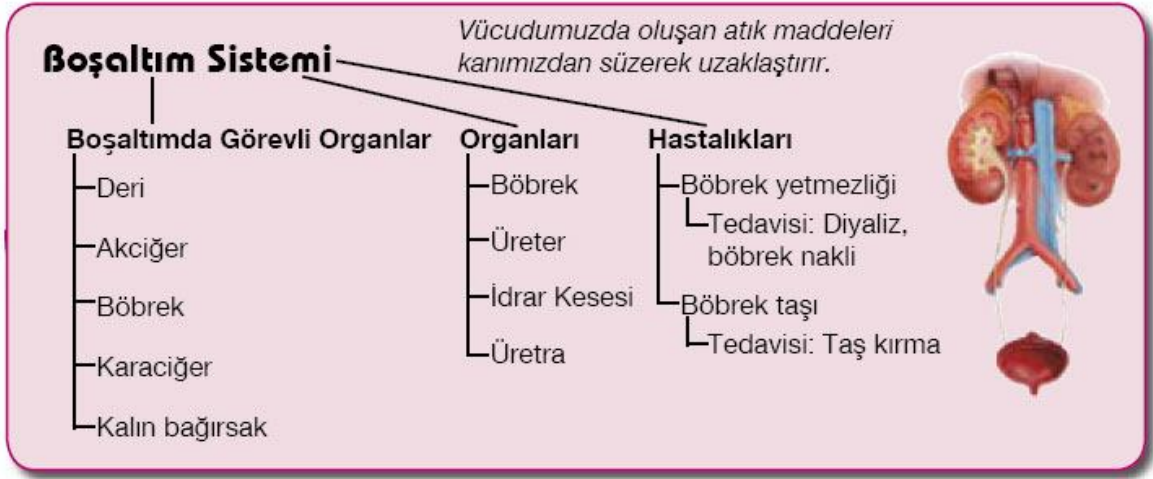 Boşaltım Sistemi
Vücudumuzda oluşan atık maddeleri
kanımızdan süzerek uzaklaştırır.
Boşaltımda Görevli Organlar
Deri
Akciğer
Böbrek
Karaciğer
Kalın bağırsak
Organları
Böbrek
Üreter
İdrar Kesesi
Üretra
Hastalıkları
Böbrek yetmezliği
Tedavisi: Diyaliz,
böbrek nakli
Böbrek taşı
Tedavisi: Taş kırma